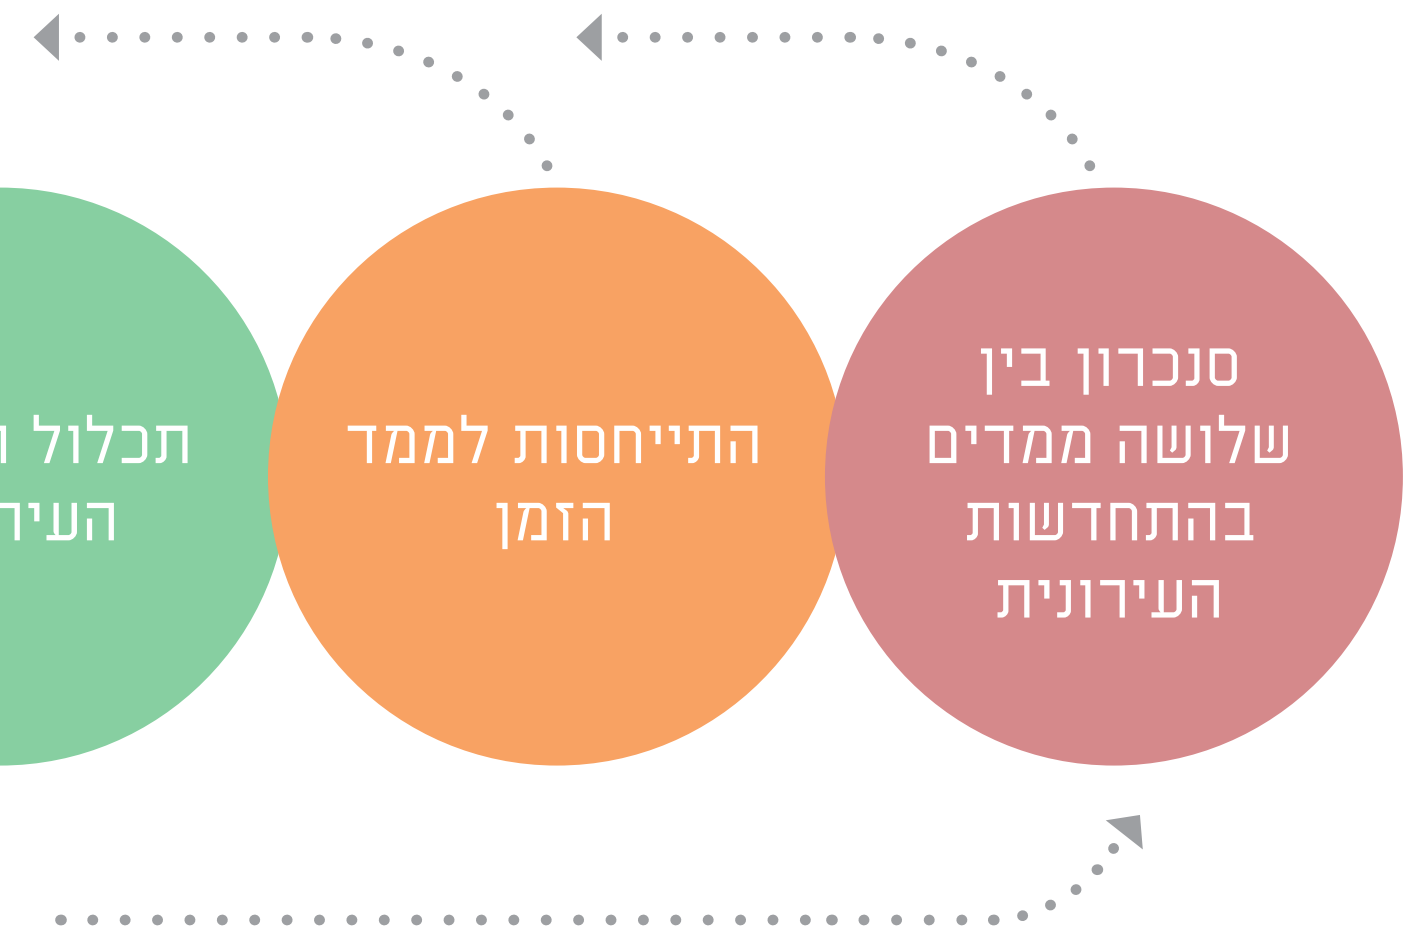 סנכרון בין
שלושה ממדים
בהתחדשות
העירונית
התייחסות לממד
הזמן
תכלול